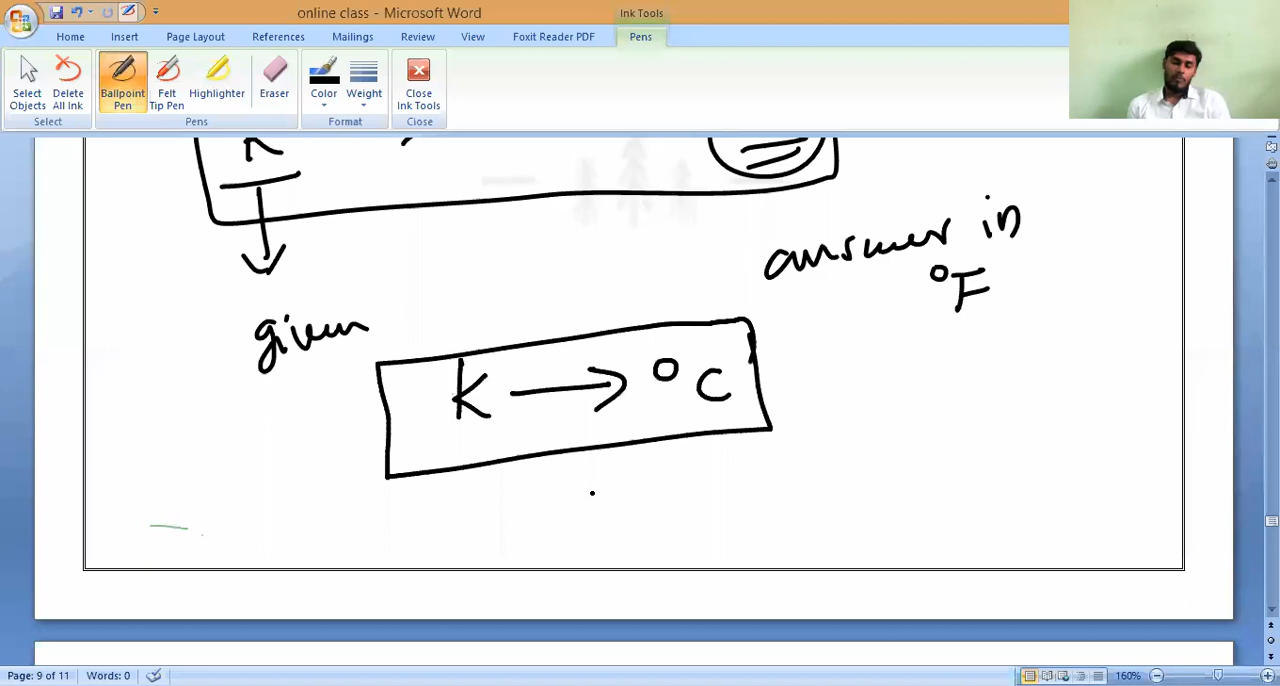 online class - Microsoft Word
Ink Tools
Home Insert Page Layout References Mailings Review View Foxit Reader PDF Pens
Select Objects
Delete All Ink
Ballpoint Pen
Felt Tip Pen
Highlighter
Eraser
Color
Weight
Close Ink Tools
Select Pens Format Close
K
answer in
°F
given
K → °C
Page: 9 of 11 Words: 0 160%